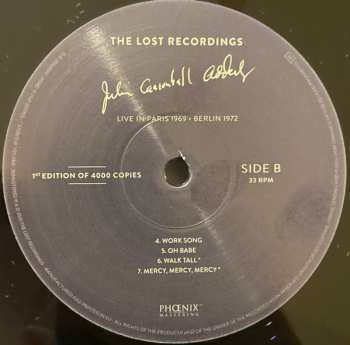 THE LOST RECORDINGS
Julian Cannonball Adderley
LIVE IN PARIS 1969 • BERLIN 1972
1ST EDITION OF 4000 COPIES
SIDE B
33 RPM
4. WORK SONG
5. OH BABE
6. WALK TALL*
7. MERCY, MERCY, MERCY*
PHŒNIX
MASTERING